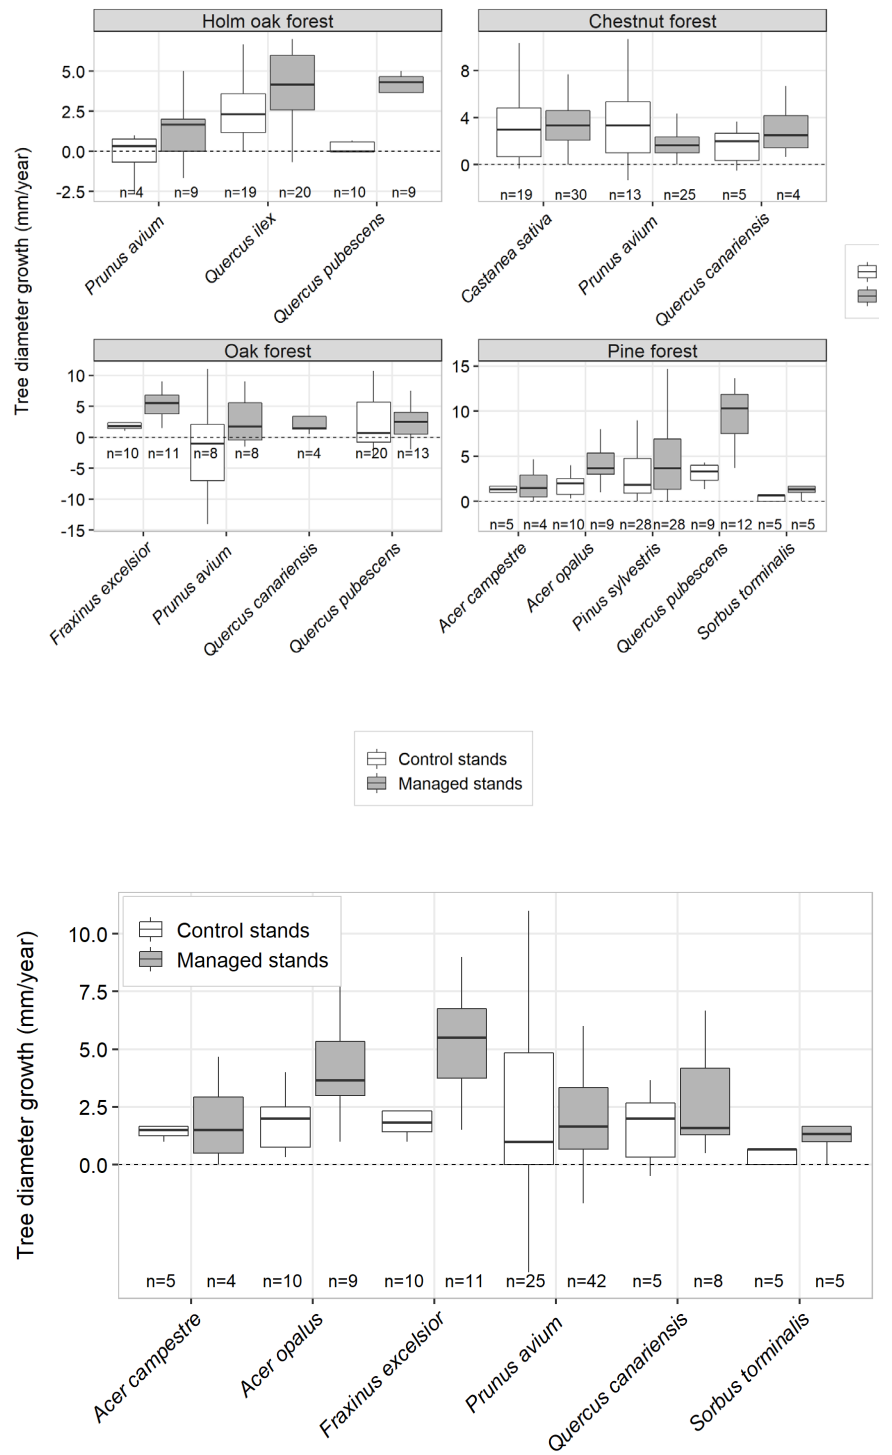 Holm oak forest
Chestnut forest
Tree diameter growth (mm/year)
5.0
2.5
0.0
-2.5
n=4 n=9 n=19 n=20 n=10 n=9
Prunus avium
Quercus ilex
Quercus pubescens
8
4
0
n=19 n=30 n=13 n=25 n=5 n=4
Castanea sativa
Prunus avium
Quercus canariensis
Oak forest
Pine forest
10
5
0
-5
-10
-15
n=10 n=11 n=8 n=8 n=4 n=20 n=13
Fraxinus excelsior
Prunus avium
Quercus canariensis
Quercus pubescens
15
10
5
0
n=5 n=4 n=10 n=9 n=28 n=28 n=9 n=12 n=5 n=5
Acer campestre
Acer opalus
Pinus sylvestris
Quercus pubescens
Sorbus torminalis
Control stands
Managed stands
Tree diameter growth (mm/year)
Control stands
Managed stands
10.0
7.5
5.0
2.5
0.0
n=5 n=4 n=10 n=9 n=10 n=11 n=25 n=42 n=5 n=8 n=5 n=5
Acer campestre
Acer opalus
Fraxinus excelsior
Prunus avium
Quercus canariensis
Sorbus torminalis